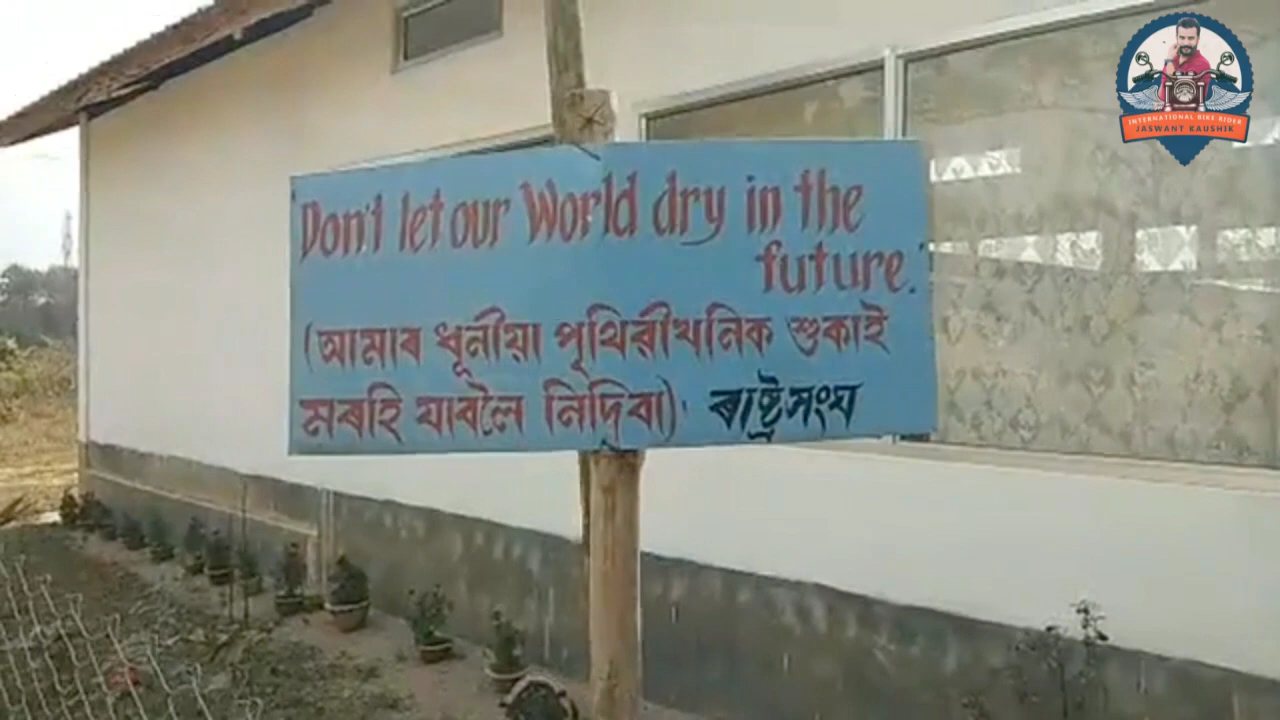 Don't let our World dry in the
future.
(আমাৰ ধূনীয়া পৃথিৱীখনিক শুকাই
মৰহি যাবলৈ নিদিবা)। ৰাষ্ট্ৰসংঘ
INTERNATIONAL BIKE RIDER
JASWANT KAUSHIK